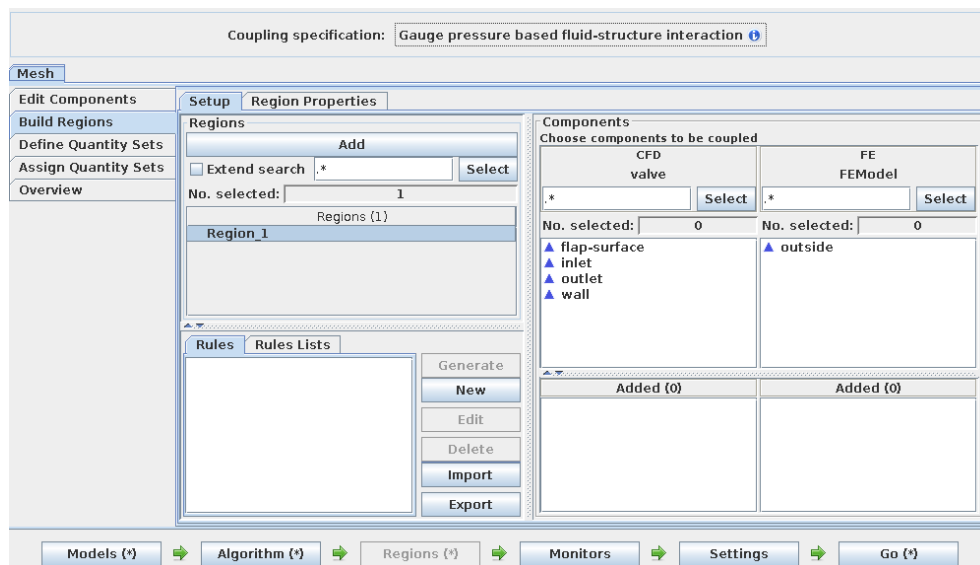 Coupling specification: Gauge pressure based fluid-structure interaction
Mesh
Edit Components
Build Regions
Define Quantity Sets
Assign Quantity Sets
Overview
Setup Region Properties
Regions
Add
Extend search .* Select
No. selected: 1
Regions (1)
Region_1
Rules Rules Lists
Generate
New
Edit
Delete
Import
Export
Components
Choose components to be coupled
CFD
valve
.* Select
No. selected: 0
flap-surface
inlet
outlet
wall
Added (0)
FE
FEModel
.* Select
No. selected: 0
outside
Added (0)
Models (*) Algorithm (*) Regions (*) Monitors Settings Go (*)